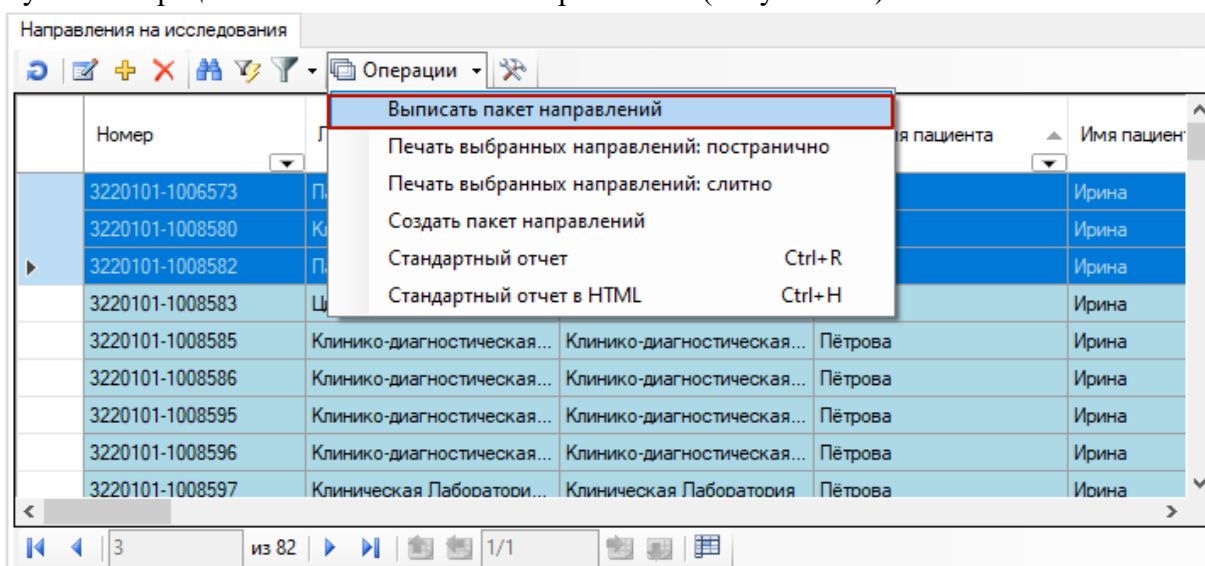 Направления на исследования
Операции
Выписать пакет направлений
Печать выбранных направлений: постранично
Печать выбранных направлений: слитно
Создать пакет направлений
Стандартный отчет Ctrl+R
Стандартный отчет в HTML Ctrl+H
Номер пациента Имя пациент
3220101-1006573 Ирина
3220101-1008580 Ирина
3220101-1008582 Ирина
3220101-1008583 Ирина
3220101-1008585 Клинико-диагностическая... Клинико-диагностическая... Пётрова Ирина
3220101-1008586 Клинико-диагностическая... Клинико-диагностическая... Пётрова Ирина
3220101-1008595 Клинико-диагностическая... Клинико-диагностическая... Пётрова Ирина
3220101-1008596 Клинико-диагностическая... Клинико-диагностическая... Пётрова Ирина
3220101-1008597 Клиническая Лаборатори... Клиническая Лаборатория Пётрова Ирина
3 из 82 1/1